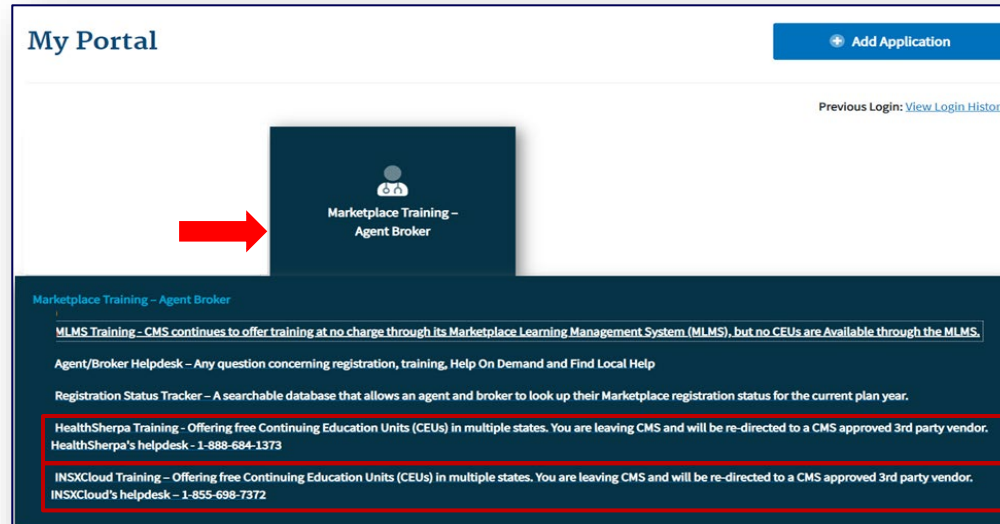 My Portal
Add Application
Previous Login: View Login Histor
Marketplace Training –
Agent Broker
Marketplace Training – Agent Broker
MLMS Training - CMS continues to offer training at no charge through its Marketplace Learning Management System (MLMS), but no CEUs are Available through the MLMS.
Agent/Broker Helpdesk – Any question concerning registration, training, Help On Demand and Find Local Help
Registration Status Tracker – A searchable database that allows an agent and broker to look up their Marketplace registration status for the current plan year.
HealthSherpa Training - Offering free Continuing Education Units (CEUs) in multiple states. You are leaving CMS and will be re-directed to a CMS approved 3rd party vendor.
HealthSherpa's helpdesk - 1-888-684-1373
INSXCloud Training – Offering free Continuing Education Units (CEUs) in multiple states. You are leaving CMS and will be re-directed to a CMS approved 3rd party vendor.
INSXCloud's helpdesk – 1-855-698-7372